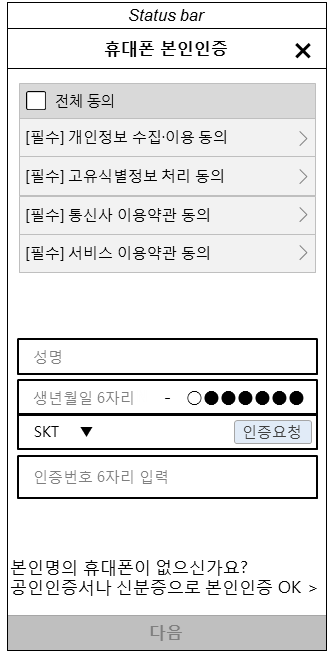 Status bar
휴대폰 본인인증 ×
전체 동의
[필수] 개인정보 수집·이용 동의 >
[필수] 고유식별정보 처리 동의 >
[필수] 통신사 이용약관 동의 >
[필수] 서비스 이용약관 동의 >
성명
생년월일 6자리 - ○●●●●●●
SKT ▼ 인증요청
인증번호 6자리 입력
본인명의 휴대폰이 없으신가요?
공인인증서나 신분증으로 본인인증 OK >
다음